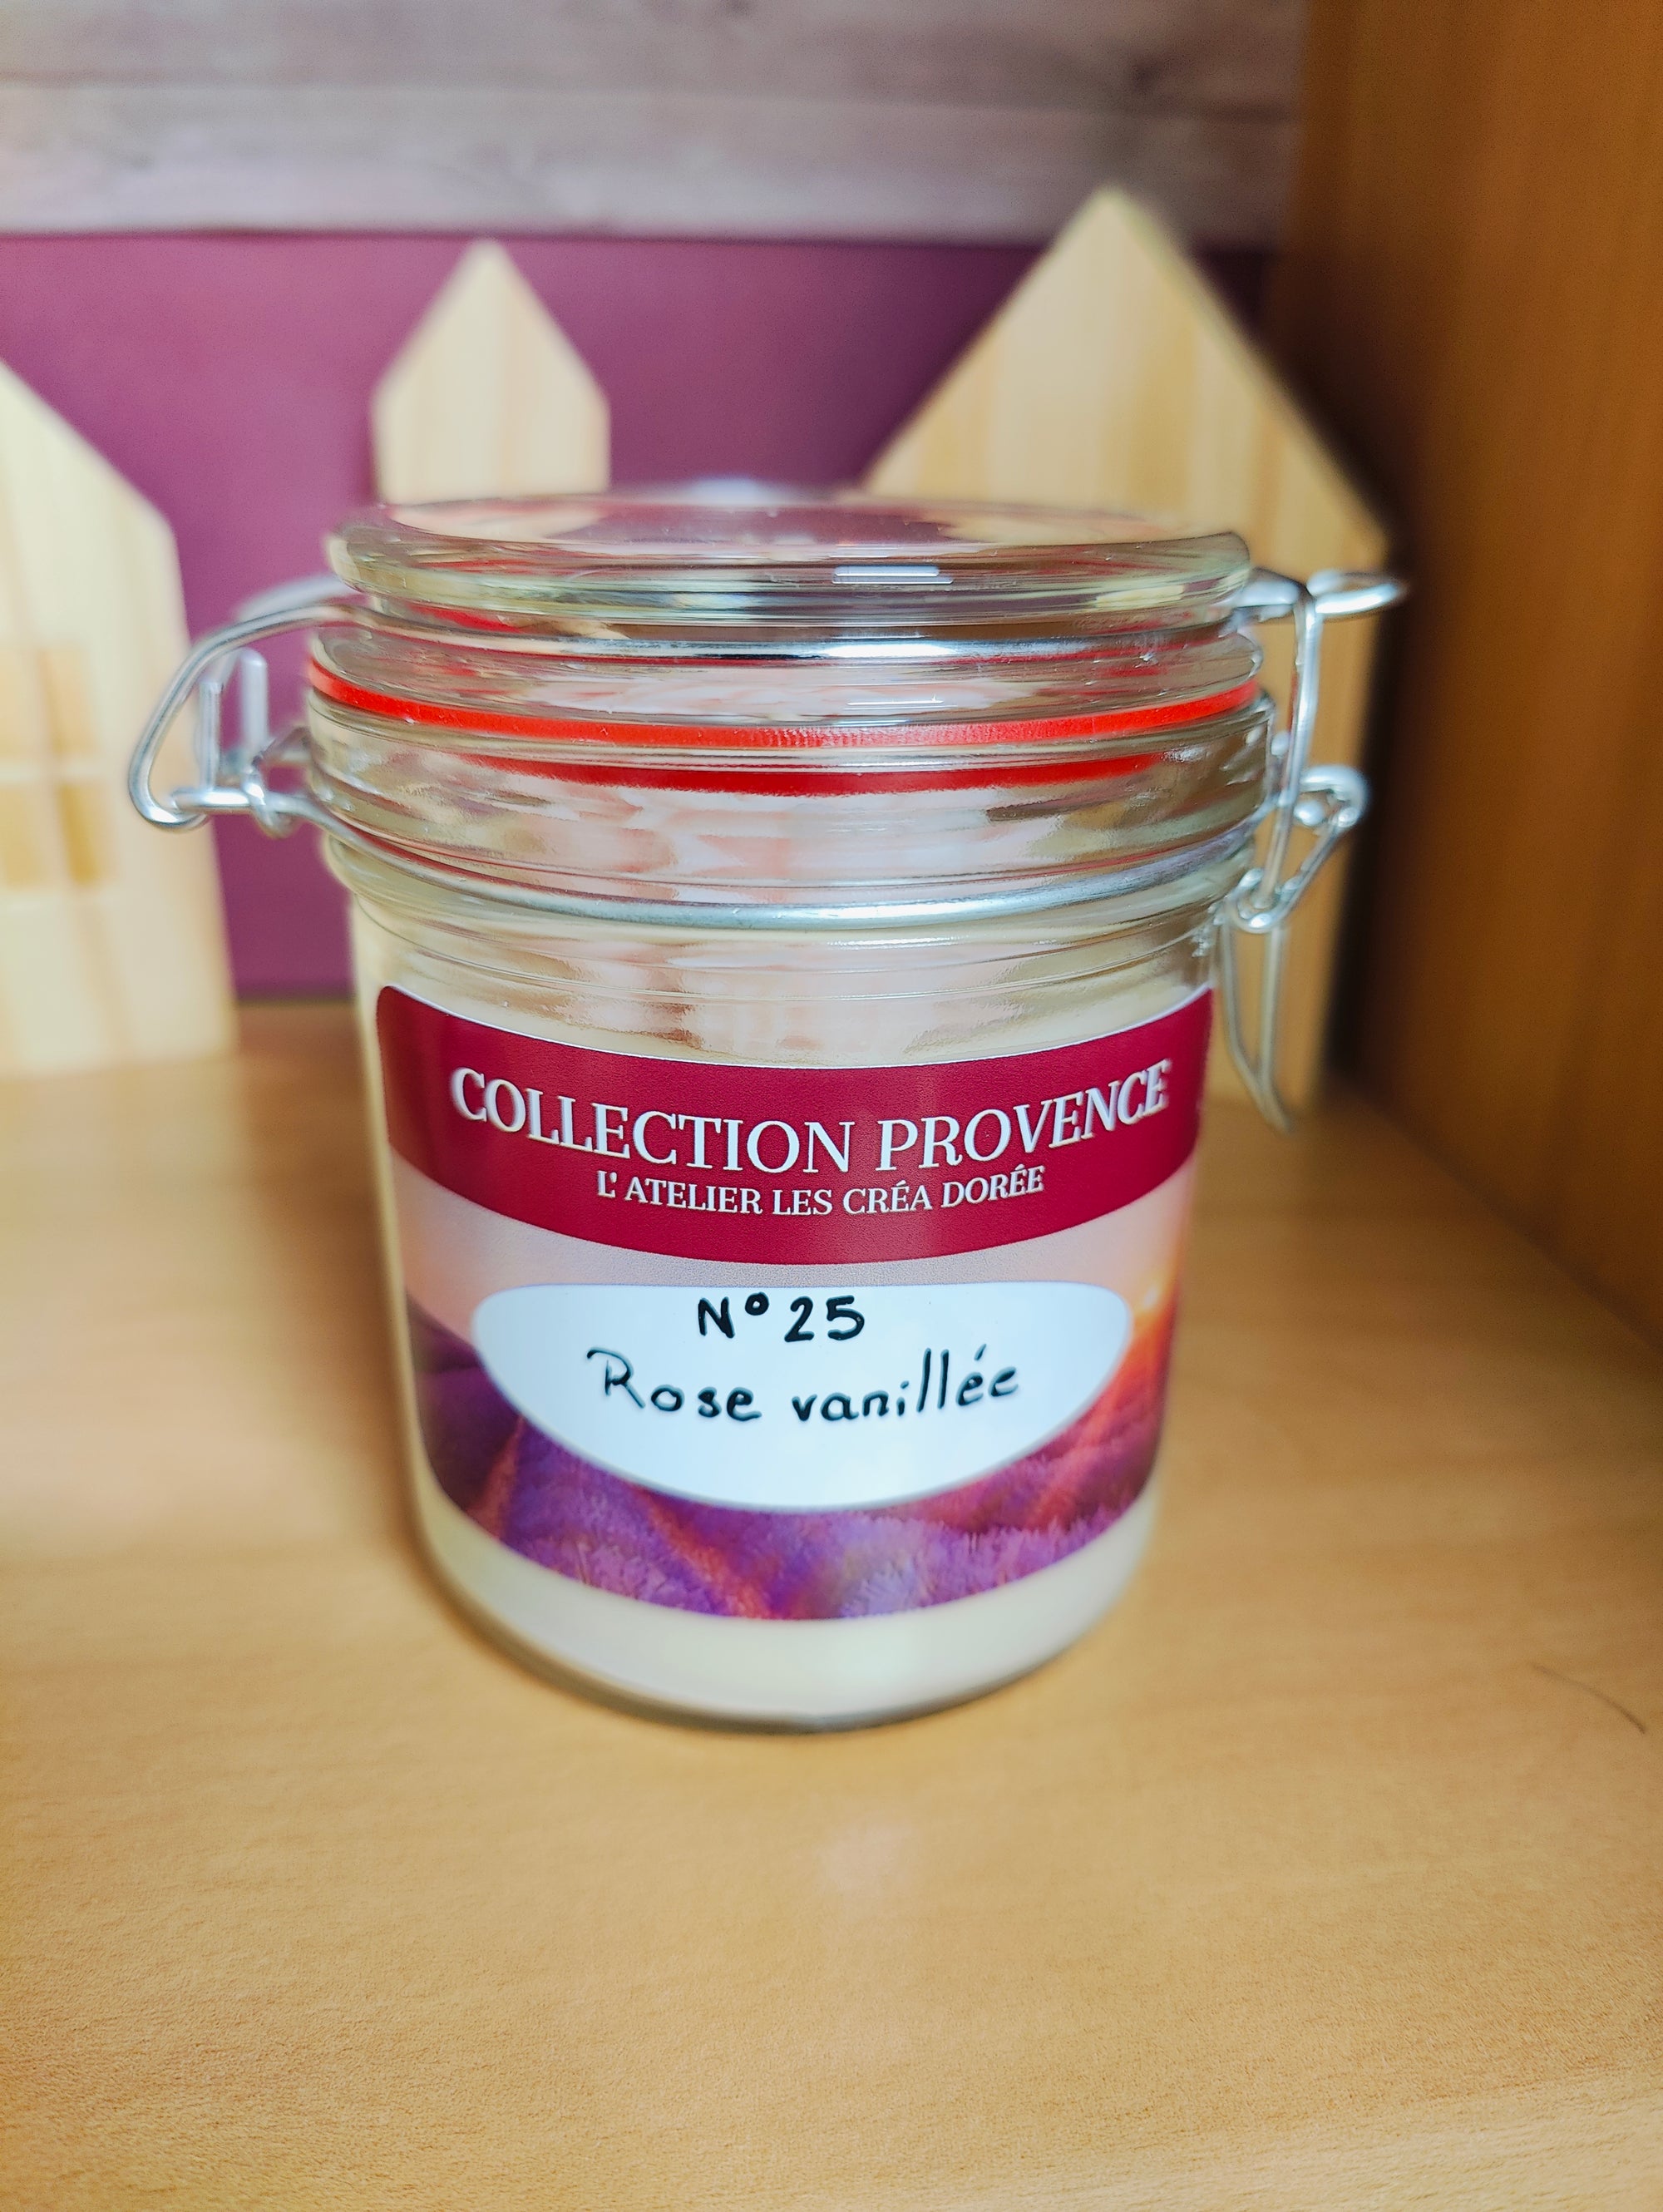 COLLECTION PROVENCE
L' ATELIER LES CRÉA DORÉE
N° 25
Rose vanillée